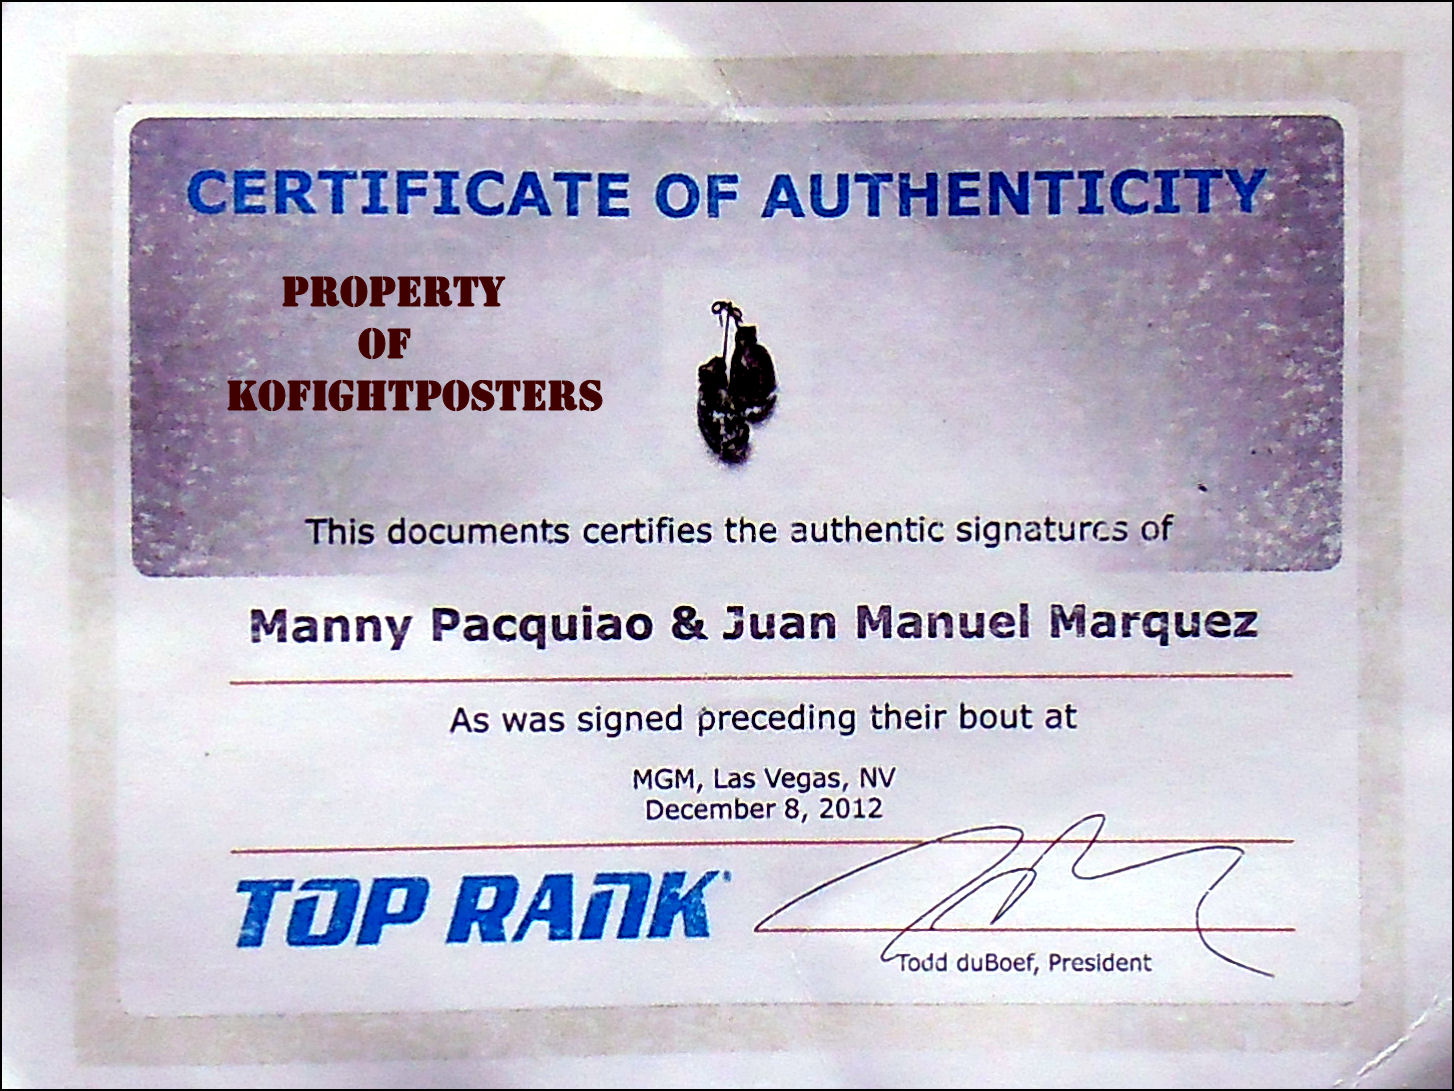 CERTIFICATE OF AUTHENTICITY
PROPERTY
OF
KOFIGHTPOSTERS
This documents certifies the authentic signatures of
Manny Pacquiao & Juan Manuel Marquez
As was signed preceding their bout at
MGM, Las Vegas, NV
December 8, 2012
TOP RANK
Todd duBoef, President